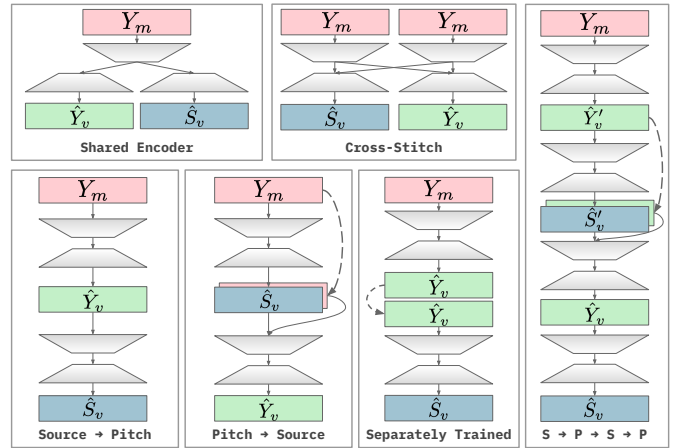 Y_m
Ŷ_v
Ŝ_v
Shared Encoder
Y_m
Y_m
Ŝ_v
Ŷ_v
Cross-Stitch
Y_m
Ŷ_v
Ŝ_v
Source → Pitch
Y_m
Ŝ_v
Ŷ_v
Pitch → Source
Y_m
Ŷ_v
Ŷ_v
Ŝ_v
Separately Trained
Y_m
Ŷ'_v
Ŝ'_v
Ŷ_v
Ŝ_v
S → P → S → P